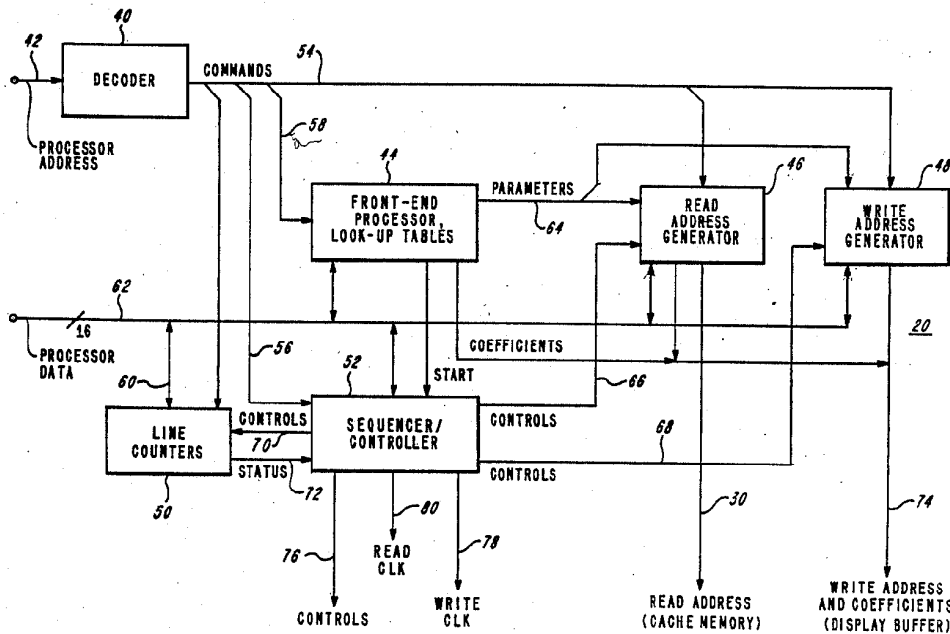 40
42
DECODER
COMMANDS
54
PROCESSOR
ADDRESS
58
44
FRONT-END
PROCESSOR,
LOOK-UP TABLES
PARAMETERS
64
46
READ
ADDRESS
GENERATOR
48
WRITE
ADDRESS
GENERATOR
62
16
PROCESSOR
DATA
20
COEFFICIENTS
56
60
52
START
66
LINE
COUNTERS
50
CONTROLS
70
STATUS
72
SEQUENCER/
CONTROLLER
CONTROLS
68
CONTROLS
76
80
78
30
74
READ
CLK
CONTROLS
WRITE
CLK
READ ADDRESS
(CACHE MEMORY)
WRITE ADDRESS
AND COEFFICIENTS
(DISPLAY BUFFER)